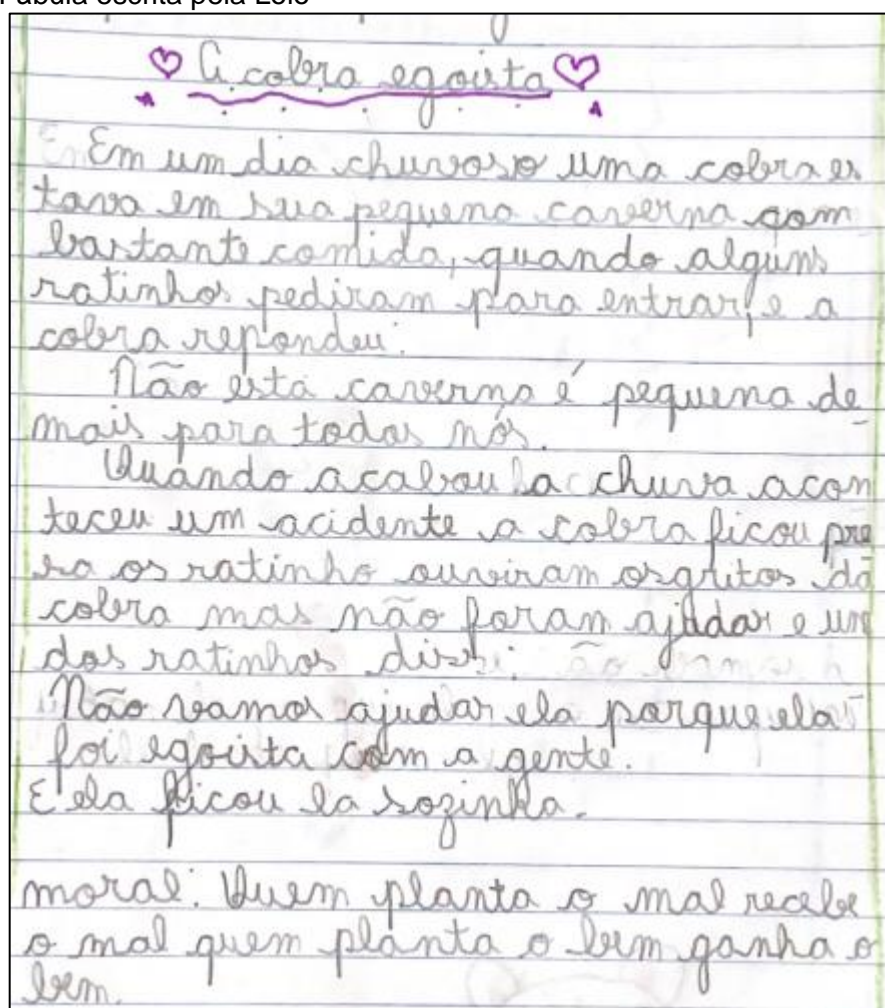 Fábula escrita pela Lelo
A cobra egoista
Em um dia chuvoso uma cobra es
tava em sua pequena caverna com
bastante comida, quando alguns
ratinhos pediram para entrar, e a
cobra repondeu:
Não esta caverna é pequena de
mais para todos nós.
Quando acabou a chuva acon
teceu um acidente a cobra ficou pre
sa os ratinho ouviram os gritos da
cobra mas não foram ajudar e um
dos ratinhos disse:
Não vamos ajudar ela porque ela
foi egoista com a gente.
E ela ficou la sozinha.
moral: Quem planta o mal recebe
o mal quem planta o bem ganha o
bem.